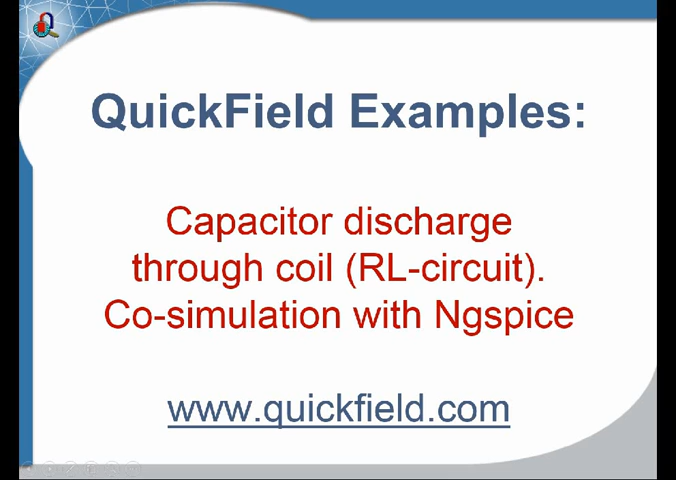 QuickField Examples:
Capacitor discharge
through coil (RL-circuit).
Co-simulation with Ngspice
www.quickfield.com